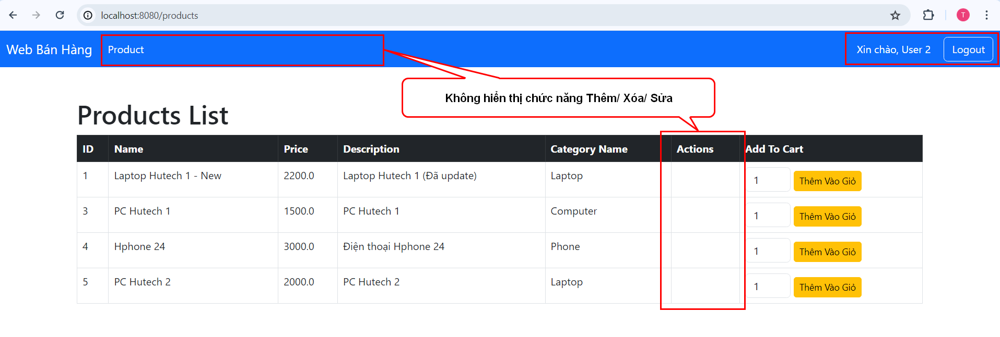 localhost:8080/products
T
Web Bán Hàng Product Xin chào, User 2 Logout
Không hiển thị chức năng Thêm/ Xóa/ Sửa
Products List
ID Name Price Description Category Name Actions Add To Cart
1 Laptop Hutech 1 - New 2200.0 Laptop Hutech 1 (Đã update) Laptop 1 Thêm Vào Giỏ
3 PC Hutech 1 1500.0 PC Hutech 1 Computer 1 Thêm Vào Giỏ
4 Hphone 24 3000.0 Điện thoại Hphone 24 Phone 1 Thêm Vào Giỏ
5 PC Hutech 2 2000.0 PC Hutech 2 Laptop 1 Thêm Vào Giỏ